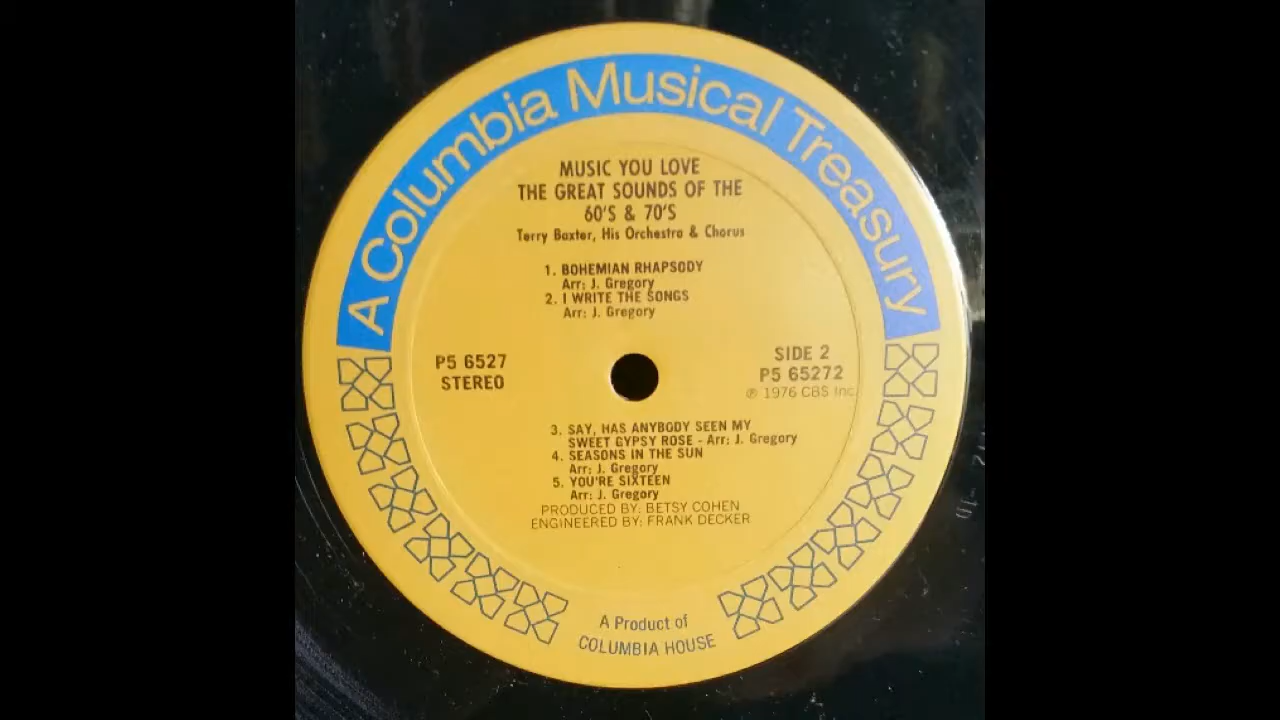 A Columbia Musical Treasury
MUSIC YOU LOVE
THE GREAT SOUNDS OF THE
60'S & 70'S
Terry Baxter, His Orchestra & Chorus
1. BOHEMIAN RHAPSODY
Arr: J. Gregory
2. I WRITE THE SONGS
Arr: J. Gregory
P5 6527
STEREO
SIDE 2
P5 65272
℗ 1976 CBS Inc.
3. SAY, HAS ANYBODY SEEN MY
SWEET GYPSY ROSE - Arr: J. Gregory
4. SEASONS IN THE SUN
Arr: J. Gregory
5. YOU'RE SIXTEEN
Arr: J. Gregory
PRODUCED BY: BETSY COHEN
ENGINEERED BY: FRANK DECKER
A Product of
COLUMBIA HOUSE